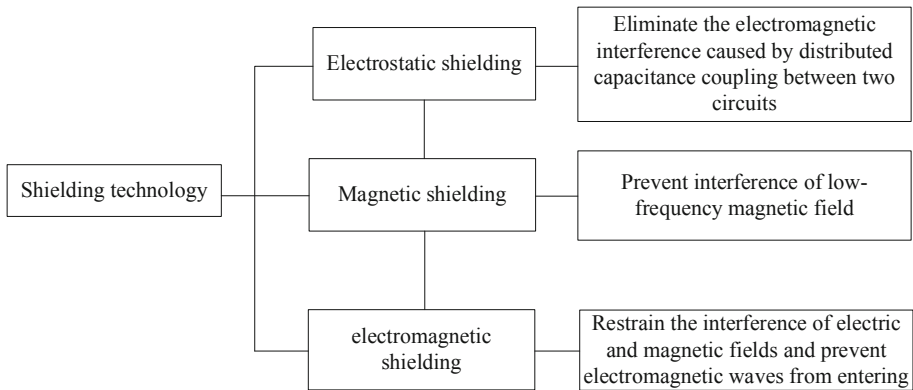 Eliminate the electromagnetic
interference caused by distributed
capacitance coupling between two
circuits
Electrostatic shielding
Shielding technology
Magnetic shielding
Prevent interference of low-
frequency magnetic field
electromagnetic
shielding
Restrain the interference of electric
and magnetic fields and prevent
electromagnetic waves from entering